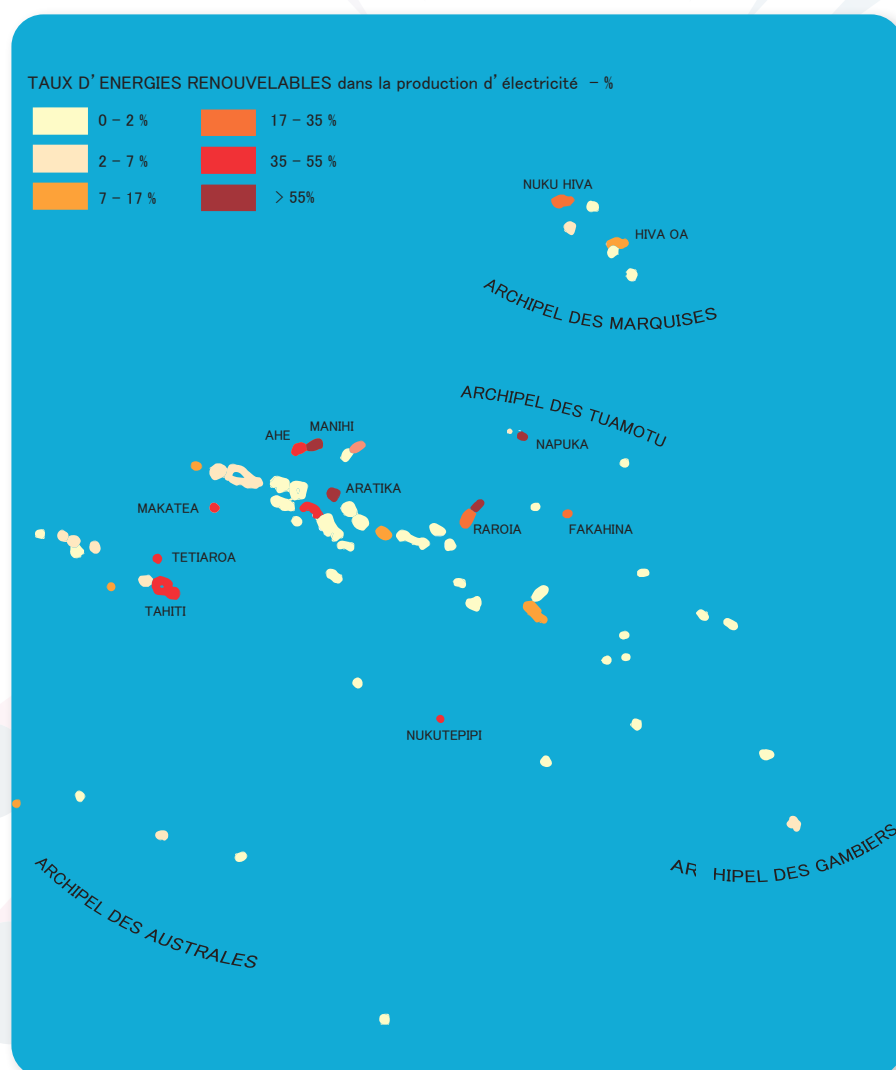 TAUX D' ENERGIES RENOUVELABLES dans la production d' électricité - %
0 - 2 %
17 - 35 %
2 - 7 %
35 - 55 %
7 - 17 %
> 55%
NUKU HIVA
HIVA OA
ARCHIPEL DES MARQUISES
ARCHIPEL DES TUAMOTU
MANIHI
AHE
NAPUKA
ARATIKA
MAKATEA
RAROIA
FAKAHINA
TETIAROA
TAHITI
NUKUTEPIPI
AR HIPEL DES GAMBIERS
ARCHIPEL DES AUSTRALES